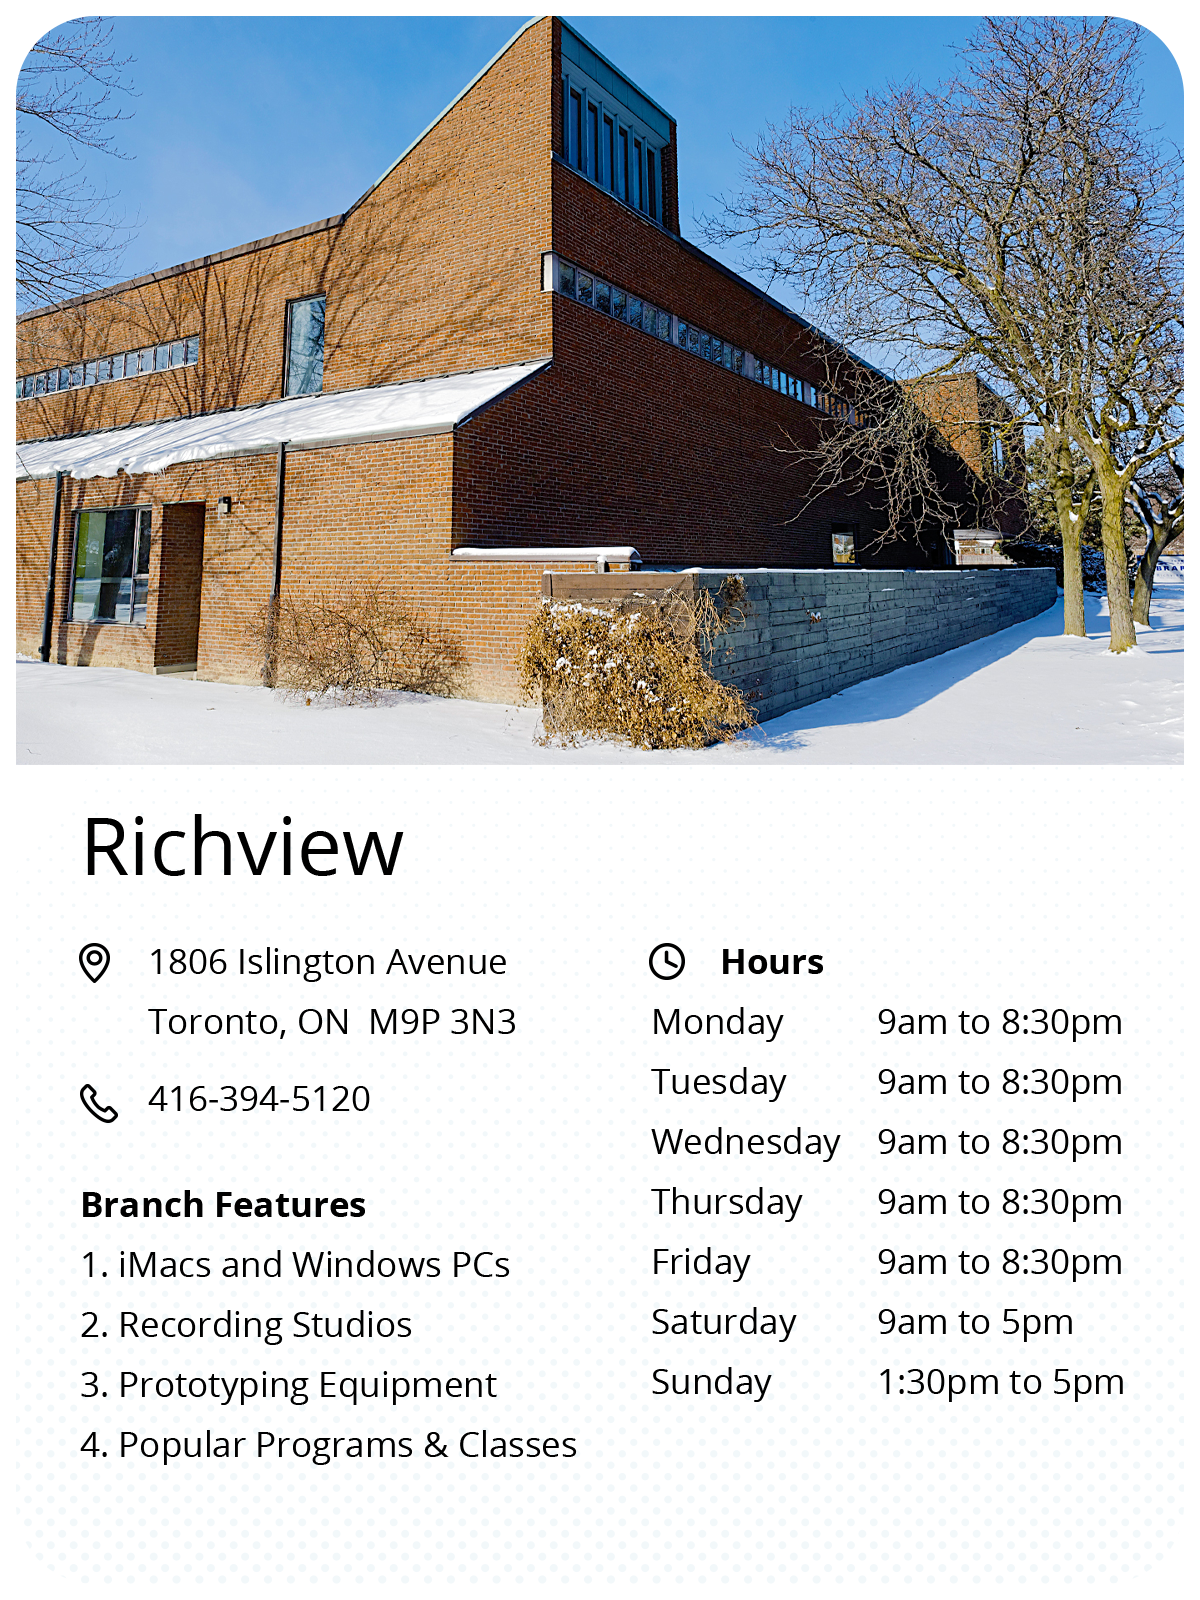 Richview
1806 Islington Avenue
Toronto, ON  M9P 3N3
416-394-5120
Branch Features
1. iMacs and Windows PCs
2. Recording Studios
3. Prototyping Equipment
4. Popular Programs & Classes
Hours
Monday 9am to 8:30pm
Tuesday 9am to 8:30pm
Wednesday 9am to 8:30pm
Thursday 9am to 8:30pm
Friday 9am to 8:30pm
Saturday 9am to 5pm
Sunday 1:30pm to 5pm